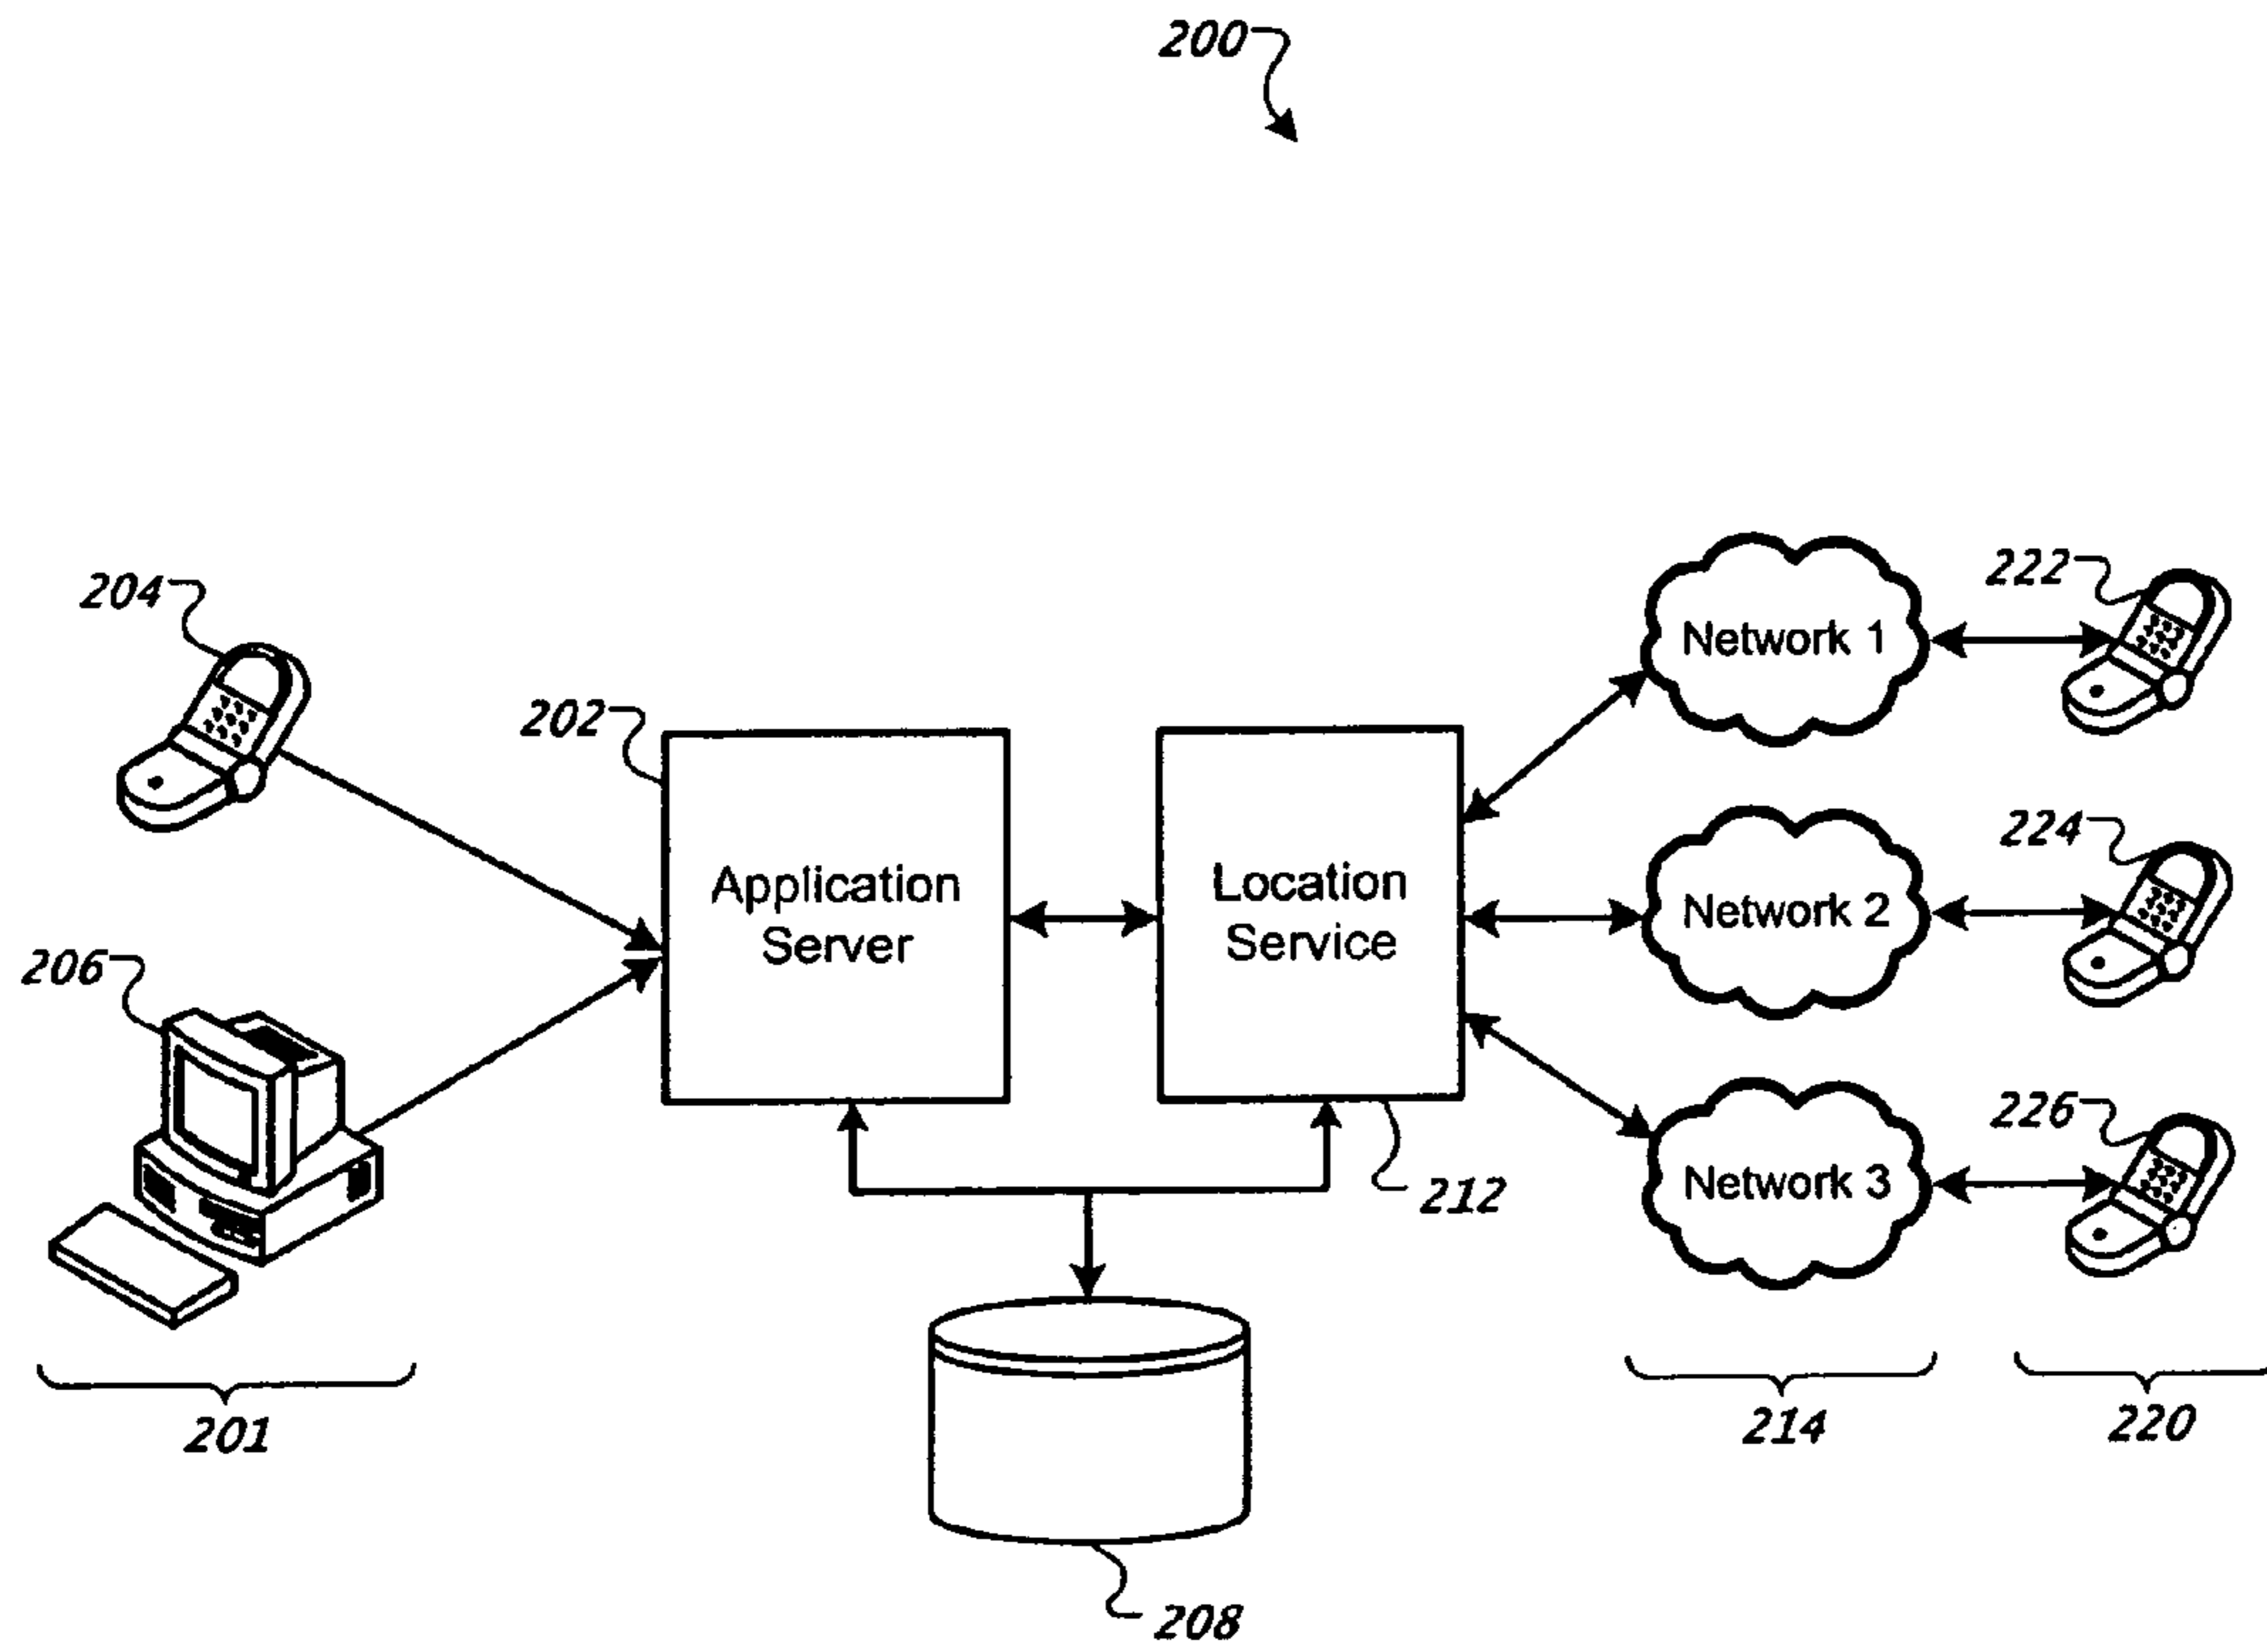 200
204
202
206
Application
Server
Location
Service
212
208
201
Network 1
Network 2
Network 3
222
224
226
214
220